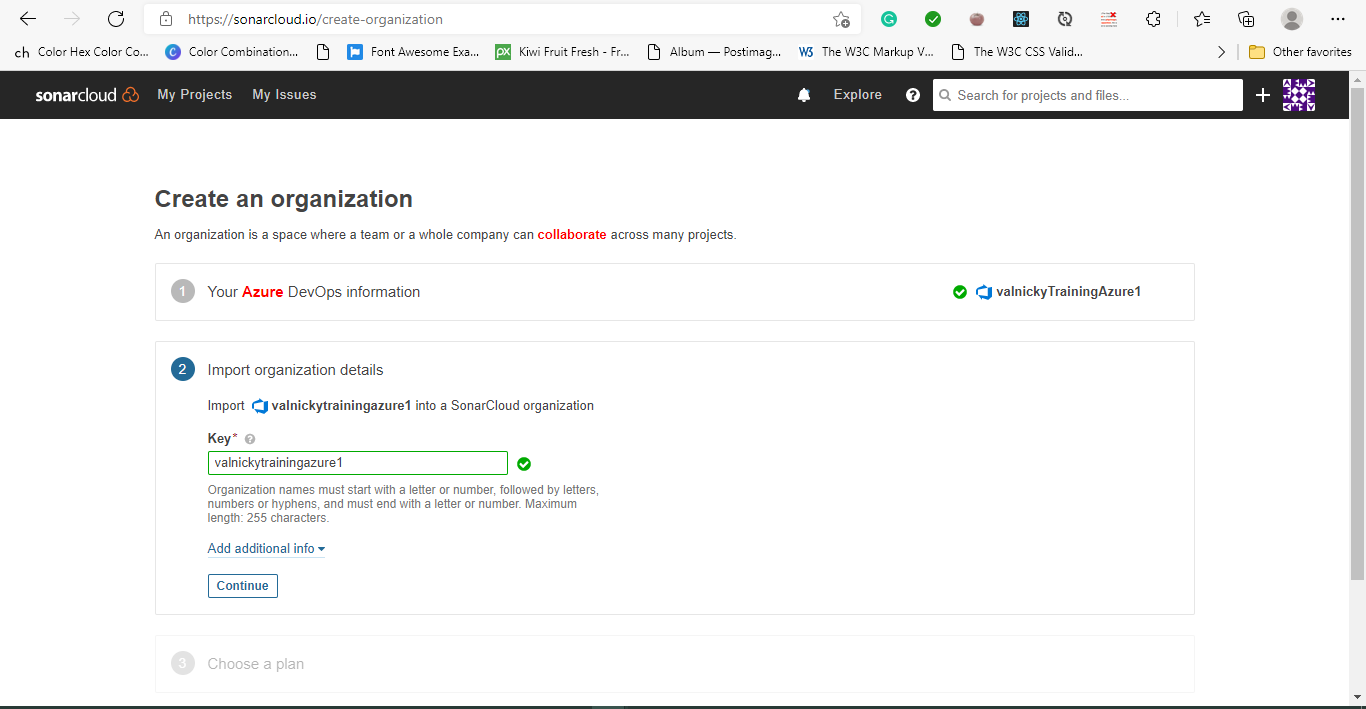 https://sonarcloud.io/create-organization
ch Color Hex Color Co... C Color Combination... Font Awesome Exa... px Kiwi Fruit Fresh - Fr... Album — Postimag... W3 The W3C Markup V... The W3C CSS Valid... Other favorites
sonarcloud My Projects My Issues Explore ? Search for projects and files...
Create an organization
An organization is a space where a team or a whole company can collaborate across many projects.
1 Your Azure DevOps information valnickyTrainingAzure1
2 Import organization details
Import valnickytrainingazure1 into a SonarCloud organization
Key* ?
valnickytrainingazure1
Organization names must start with a letter or number, followed by letters,
numbers or hyphens, and must end with a letter or number. Maximum
length: 255 characters.
Add additional info
Continue
3 Choose a plan